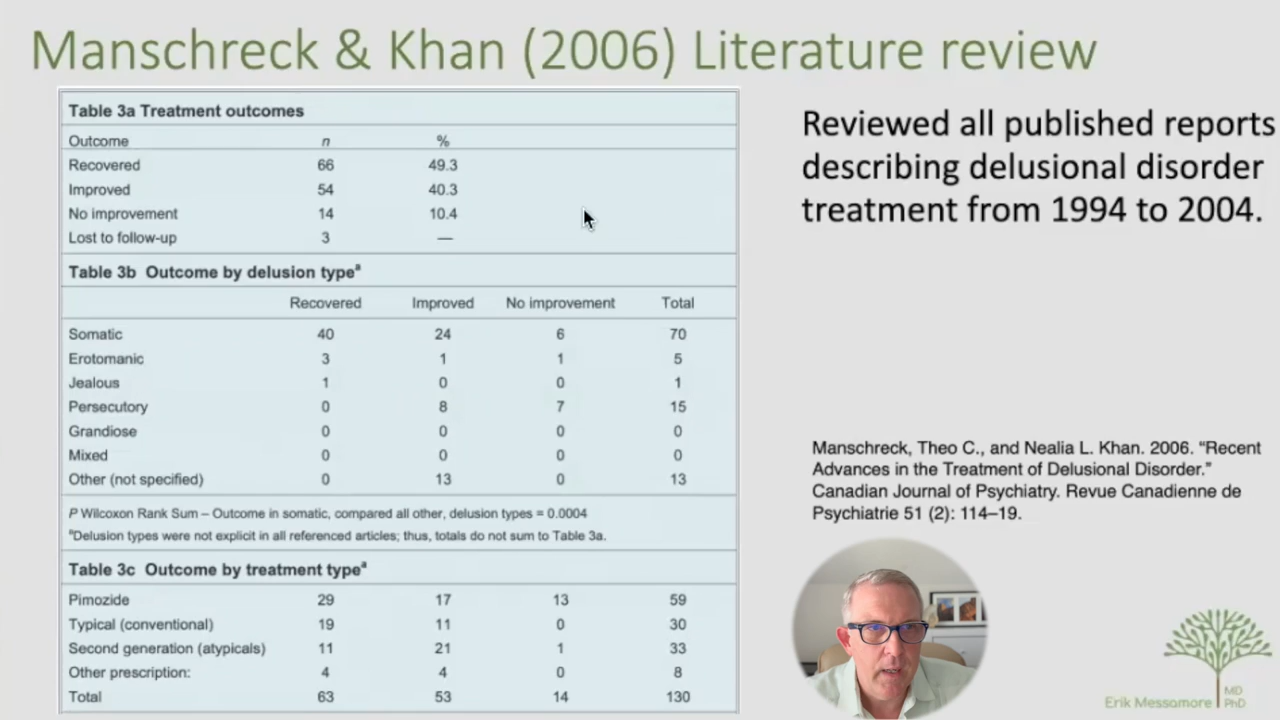 Manschreck & Khan (2006) Literature review
Table 3a Treatment outcomes
Outcome n %
Recovered 66 49.3
Improved 54 40.3
No improvement 14 10.4
Lost to follow-up 3 —
Table 3b Outcome by delusion typeª
Recovered Improved No improvement Total
Somatic 40 24 6 70
Erotomanic 3 1 1 5
Jealous 1 0 0 1
Persecutory 0 8 7 15
Grandiose 0 0 0 0
Mixed 0 0 0 0
Other (not specified) 0 13 0 13
P Wilcoxon Rank Sum – Outcome in somatic, compared all other, delusion types = 0.0004
ªDelusion types were not explicit in all referenced articles; thus, totals do not sum to Table 3a.
Table 3c Outcome by treatment typeª
Pimozide 29 17 13 59
Typical (conventional) 19 11 0 30
Second generation (atypicals) 11 21 1 33
Other prescription: 4 4 0 8
Total 63 53 14 130
Reviewed all published reports
describing delusional disorder
treatment from 1994 to 2004.
Manschreck, Theo C., and Nealia L. Khan. 2006. “Recent
Advances in the Treatment of Delusional Disorder.”
Canadian Journal of Psychiatry. Revue Canadienne de
Psychiatrie 51 (2): 114–19.
Erik Messamore MD
PhD